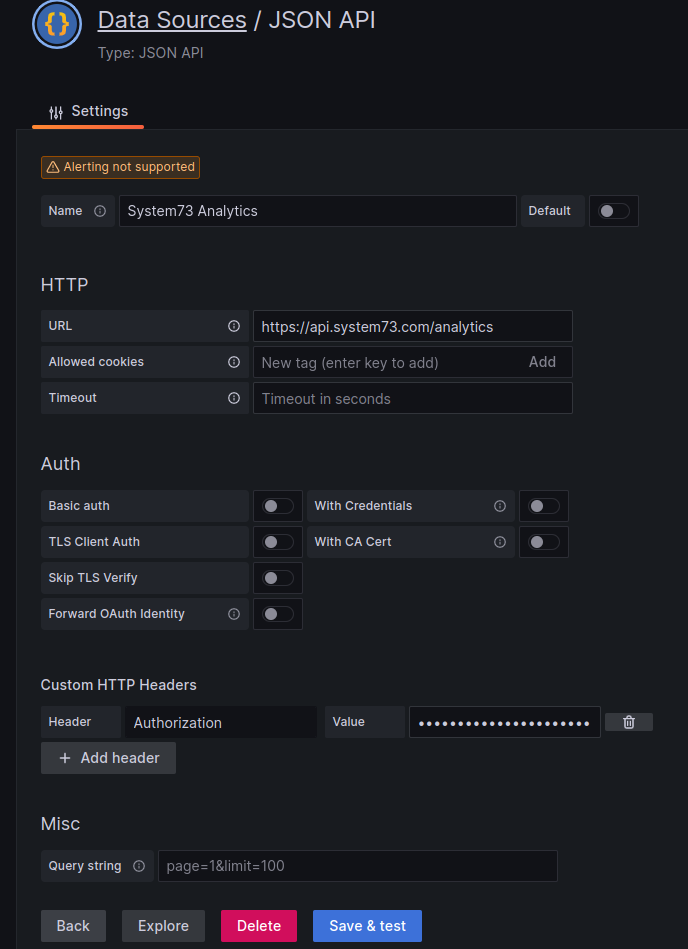 {}
Data Sources / JSON API
Type: JSON API
Settings
Alerting not supported
Name System73 Analytics Default
HTTP
URL https://api.system73.com/analytics
Allowed cookies New tag (enter key to add) Add
Timeout Timeout in seconds
Auth
Basic auth With Credentials
TLS Client Auth With CA Cert
Skip TLS Verify
Forward OAuth Identity
Custom HTTP Headers
Header Authorization Value ••••••••••••••••••••••
+ Add header
Misc
Query string page=1&limit=100
Back Explore Delete Save & test